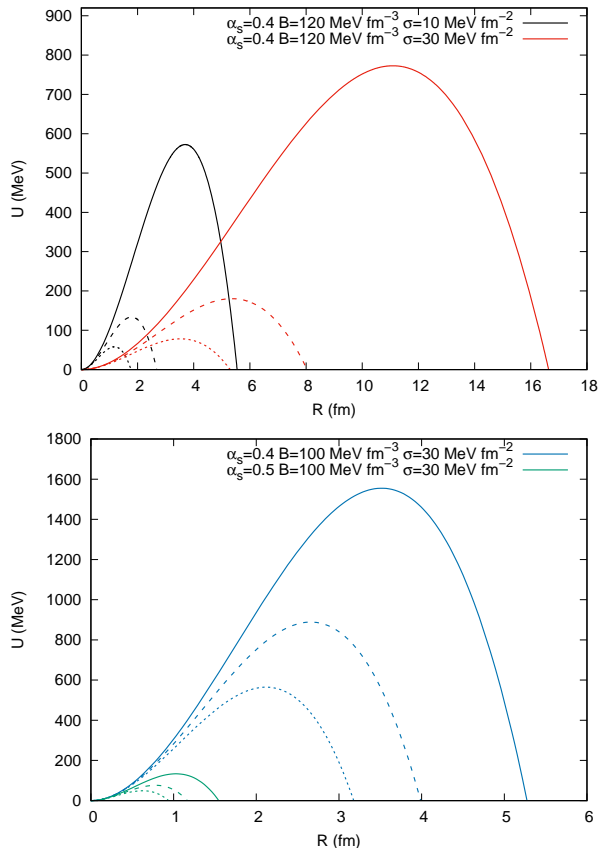 α_s=0.4 B=120 MeV fm⁻³ σ=10 MeV fm⁻²
α_s=0.4 B=120 MeV fm⁻³ σ=30 MeV fm⁻²
900
800
700
600
500
400
300
200
100
0
U (MeV)
0 2 4 6 8 10 12 14 16 18
R (fm)
α_s=0.4 B=100 MeV fm⁻³ σ=30 MeV fm⁻²
α_s=0.5 B=100 MeV fm⁻³ σ=30 MeV fm⁻²
1800
1600
1400
1200
1000
800
600
400
200
0
U (MeV)
0 1 2 3 4 5 6
R (fm)